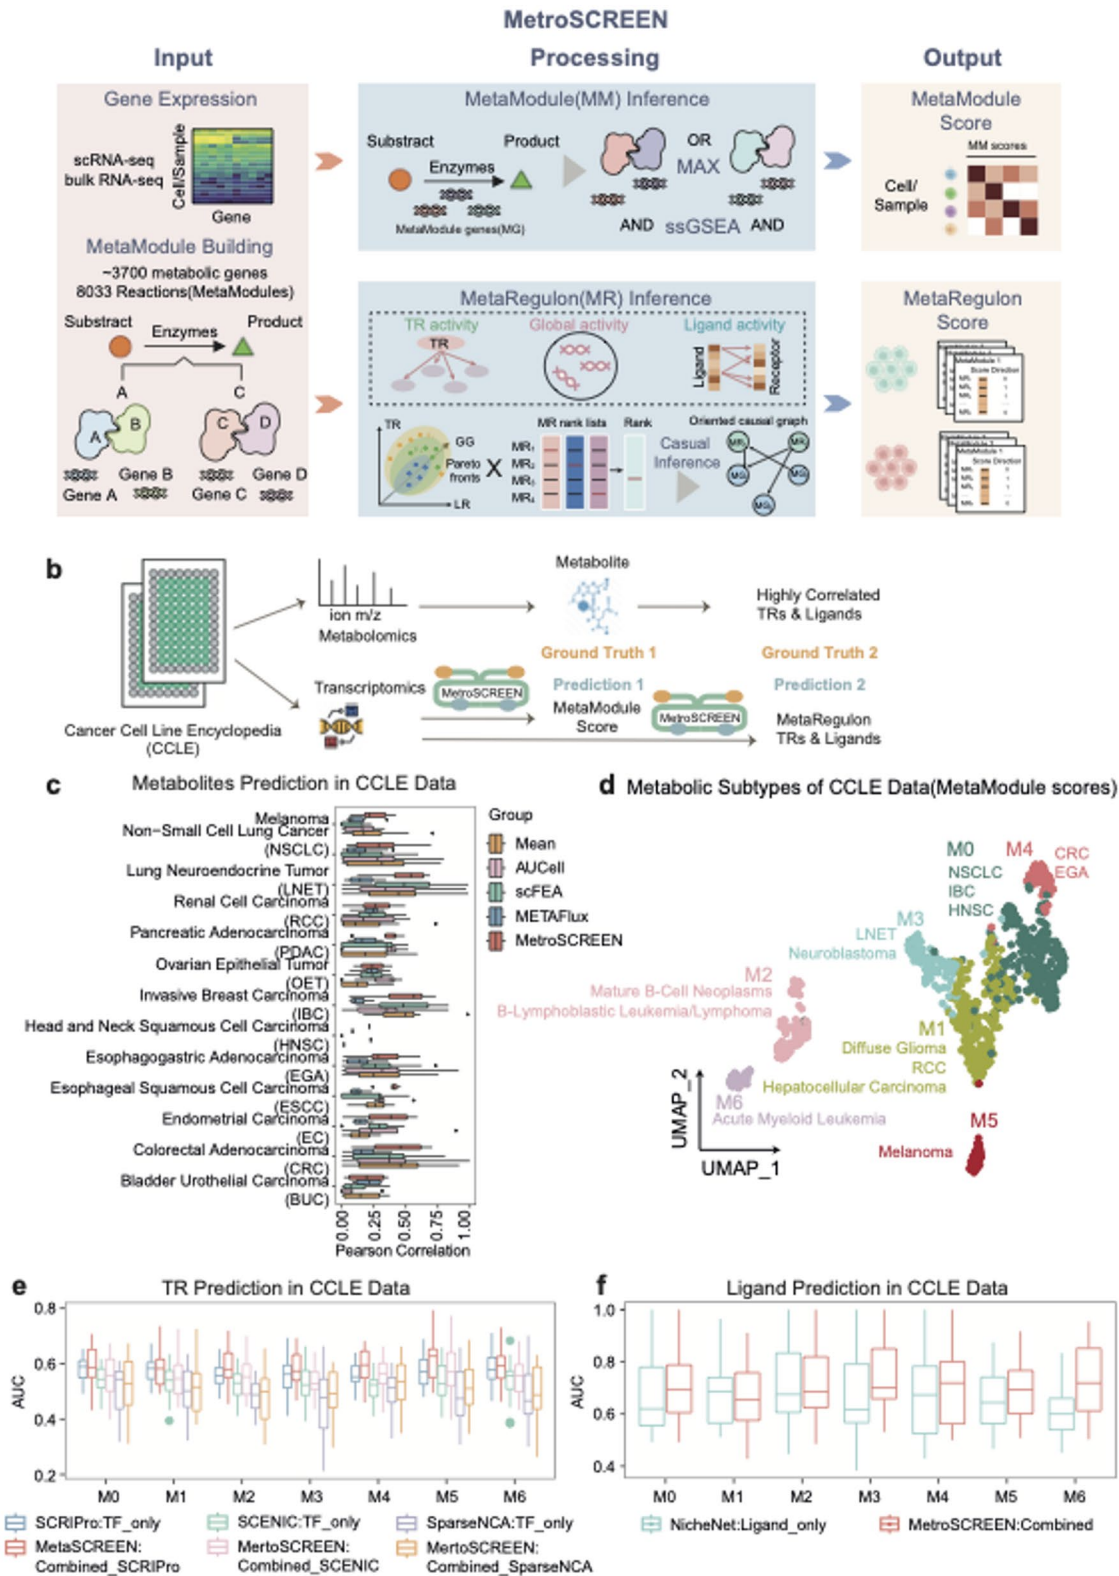 MetroSCREEN
Input
Processing
Output
Gene Expression
scRNA-seq
bulk RNA-seq
Cell/Sample
Gene
MetaModule Building
~3700 metabolic genes
8033 Reactions(MetaModules)
Substract
Enzymes
Product
A
C
A
B
C
D
Gene A
Gene B
Gene C
Gene D
MetaModule(MM) Inference
Substract
Product
Enzymes
MetaModule genes(MG)
OR
MAX
AND
ssGSEA
AND
MetaRegulon(MR) Inference
TR activity
Global activity
Ligand activity
TR
Ligand
Receptor
TR
GG
Pareto
fronts
LR
X
MR rank lists
Rank
MR₁
MR₂
MR₃
MR₄
Casual
Inference
Oriented causal graph
MetaModule
Score
MM scores
Cell/
Sample
MetaRegulon
Score
MetaModule 1
Score Direction
MetaModule 1
Score Direction
b
Cancer Cell Line Encyclopedia
(CCLE)
ion m/z
Metabolomics
Metabolite
Highly Correlated
TRs & Ligands
Ground Truth 1
Ground Truth 2
Transcriptomics
MetroSCREEN
Prediction 1
MetaModule
Score
MetroSCREEN
Prediction 2
MetaRegulon
TRs & Ligands
c
Metabolites Prediction in CCLE Data
Melanoma
Non-Small Cell Lung Cancer
(NSCLC)
Lung Neuroendocrine Tumor
(LNET)
Renal Cell Carcinoma
(RCC)
Pancreatic Adenocarcinoma
(PDAC)
Ovarian Epithelial Tumor
(OET)
Invasive Breast Carcinoma
(IBC)
Head and Neck Squamous Cell Carcinoma
(HNSC)
Esophagogastric Adenocarcinoma
(EGA)
Esophageal Squamous Cell Carcinoma
(ESCC)
Endometrial Carcinoma
(EC)
Colorectal Adenocarcinoma
(CRC)
Bladder Urothelial Carcinoma
(BUC)
0.00
0.25
0.50
0.75
1.00
Pearson Correlation
Group
Mean
AUCell
scFEA
METAFlux
MetroSCREEN
d
Metabolic Subtypes of CCLE Data(MetaModule scores)
M0
NSCLC
IBC
HNSC
M4
CRC
EGA
M3
LNET
Neuroblastoma
M2
Mature B-Cell Neoplasms
B-Lymphoblastic Leukemia/Lymphoma
M1
Diffuse Glioma
RCC
Hepatocellular Carcinoma
M6
Acute Myeloid Leukemia
M5
Melanoma
UMAP_2
UMAP_1
e
TR Prediction in CCLE Data
AUC
0.8
0.6
0.4
0.2
M0
M1
M2
M3
M4
M5
M6
SCRIPro:TF_only
SCENIC:TF_only
SparseNCA:TF_only
MetaSCREEN:
Combined_SCRIPro
MertoSCREEN:
Combined_SCENIC
MertoSCREEN:
Combined_SparseNCA
f
Ligand Prediction in CCLE Data
AUC
1.0
0.8
0.6
0.4
M0
M1
M2
M3
M4
M5
M6
NicheNet:Ligand_only
MetroSCREEN:Combined